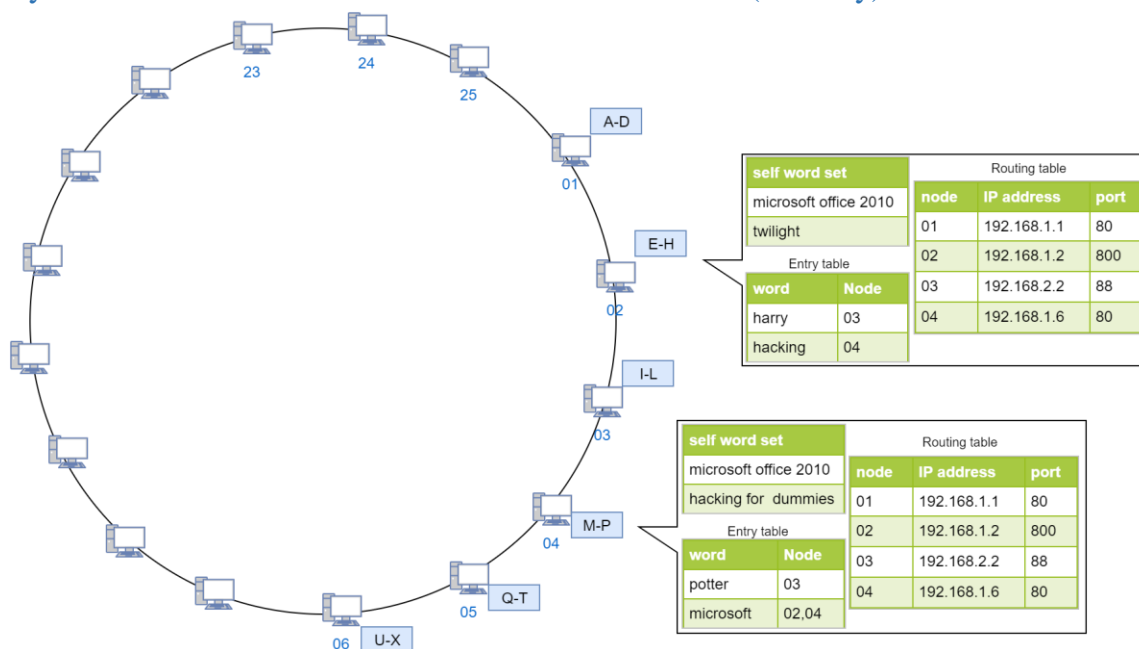 23
24
25
A-D
01
E-H
02
I-L
03
M-P
04
Q-T
05
U-X
06
self word set
microsoft office 2010
twilight
Entry table
word Node
harry 03
hacking 04
Routing table
node IP address port
01 192.168.1.1 80
02 192.168.1.2 800
03 192.168.2.2 88
04 192.168.1.6 80
self word set
microsoft office 2010
hacking for dummies
Entry table
word Node
potter 03
microsoft 02,04
Routing table
node IP address port
01 192.168.1.1 80
02 192.168.1.2 800
03 192.168.2.2 88
04 192.168.1.6 80